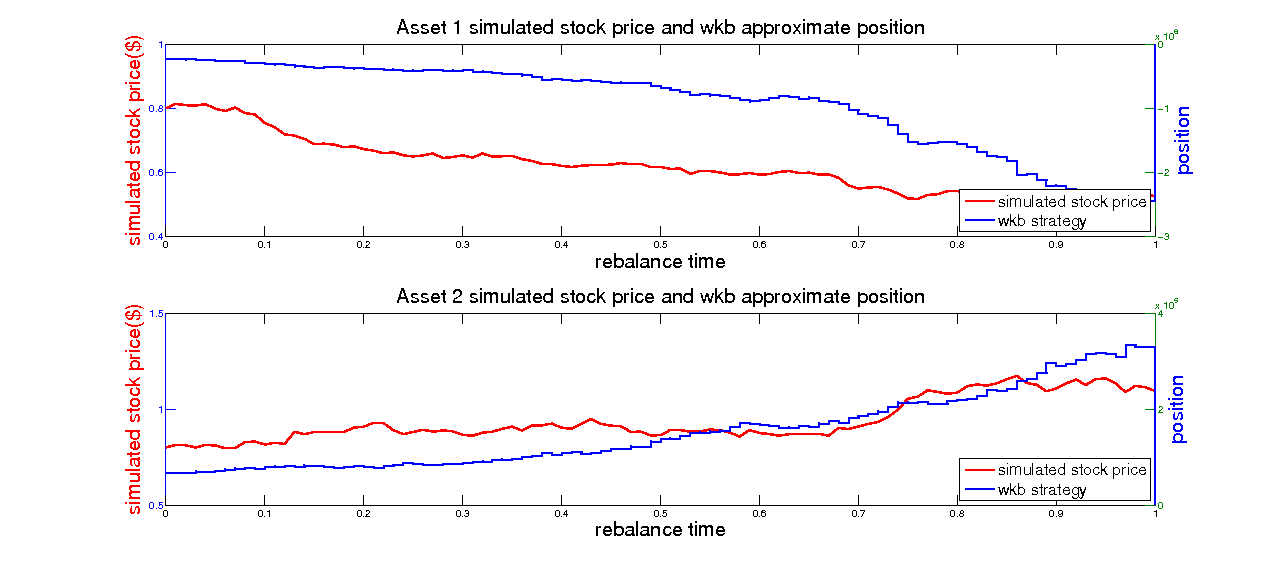 Asset 1 simulated stock price and wkb approximate position
simulated stock price($)
1
0.8
0.6
0.4
x 10
0
−1
−2
−3
position
simulated stock price
wkb strategy
0 0.1 0.2 0.3 0.4 0.5 0.6 0.7 0.8 0.9 1
rebalance time
Asset 2 simulated stock price and wkb approximate position
simulated stock price($)
1.5
1
0.5
x 10^5
4
2
0
position
simulated stock price
wkb strategy
0 0.1 0.2 0.3 0.4 0.5 0.6 0.7 0.8 0.9 1
rebalance time